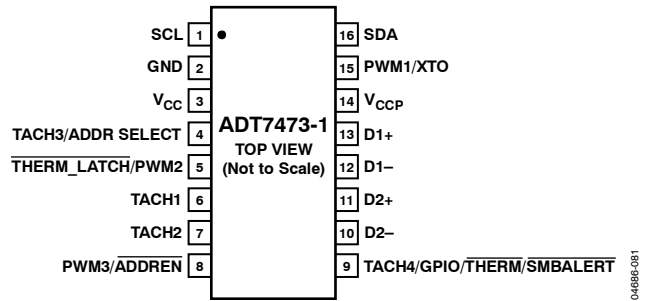 SCL 1 16 SDA
GND 2 15 PWM1/XTO
VCC 3 14 VCCP
TACH3/ADDR SELECT 4 13 D1+
THERM_LATCH/PWM2 5 12 D1–
TACH1 6 11 D2+
TACH2 7 10 D2–
PWM3/ADDREN 8 9 TACH4/GPIO/THERM/SMBALERT
ADT7473-1
TOP VIEW
(Not to Scale)
04686-081